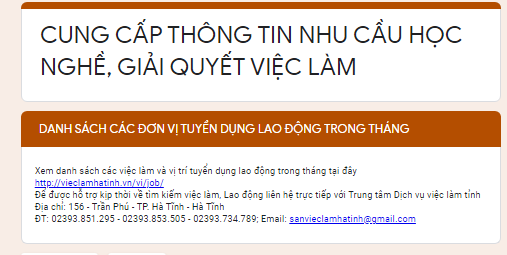 CUNG CẤP THÔNG TIN NHU CẦU HỌC
NGHỀ, GIẢI QUYẾT VIỆC LÀM
DANH SÁCH CÁC ĐƠN VỊ TUYỂN DỤNG LAO ĐỘNG TRONG THÁNG
Xem danh sách các việc làm và vị trí tuyển dụng lao động trong tháng tại đây
http://vieclamhatinh.vn/vi/job/
Để được hỗ trợ kịp thời về tìm kiếm việc làm, Lao động liên hệ trực tiếp với Trung tâm Dịch vụ việc làm tỉnh
Địa chỉ: 156 - Trần Phú - TP. Hà Tĩnh - Hà Tĩnh
ĐT: 02393.851.295 - 02393.853.505 - 02393.734.789; Email: sanvieclamhatinh@gmail.com